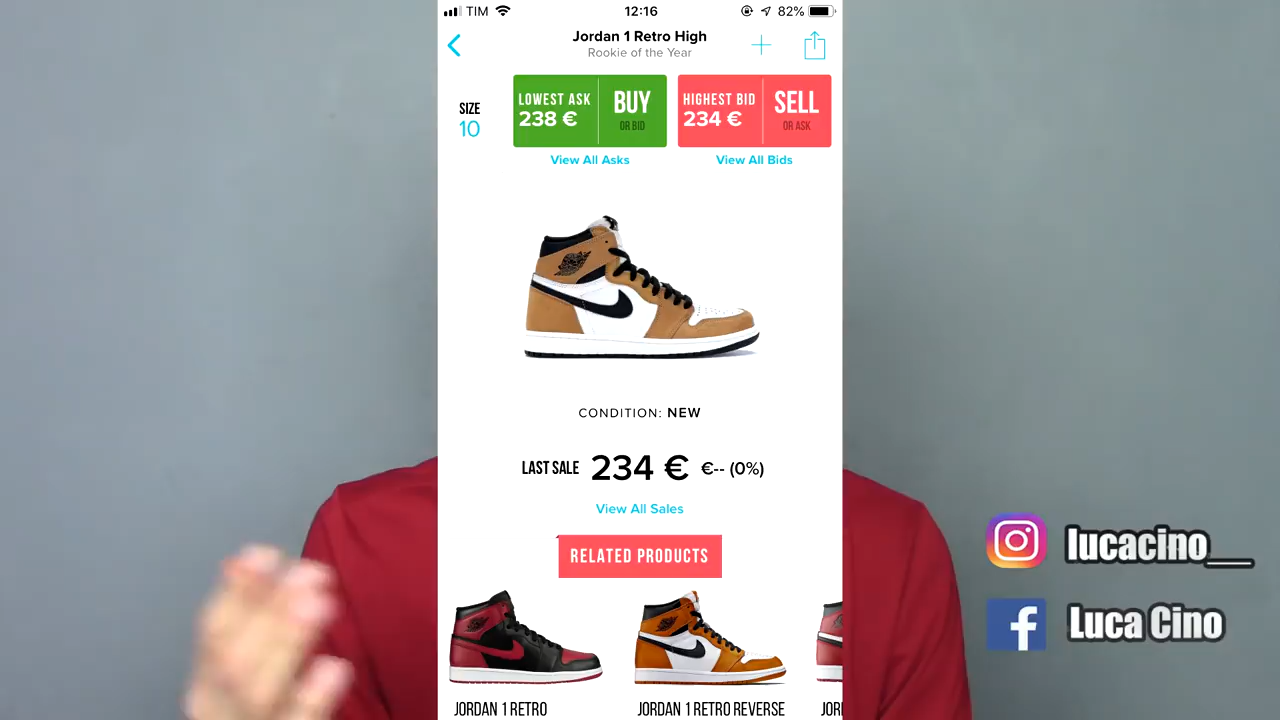 TIM 12:16 82%
Jordan 1 Retro High
Rookie of the Year
SIZE
10
LOWEST ASK
238 €
BUY
OR BID
HIGHEST BID
234 €
SELL
OR ASK
View All Asks
View All Bids
CONDITION: NEW
LAST SALE 234 € €-- (0%)
View All Sales
RELATED PRODUCTS
JORDAN 1 RETRO
JORDAN 1 RETRO REVERSE
lucacino__
Luca Cino